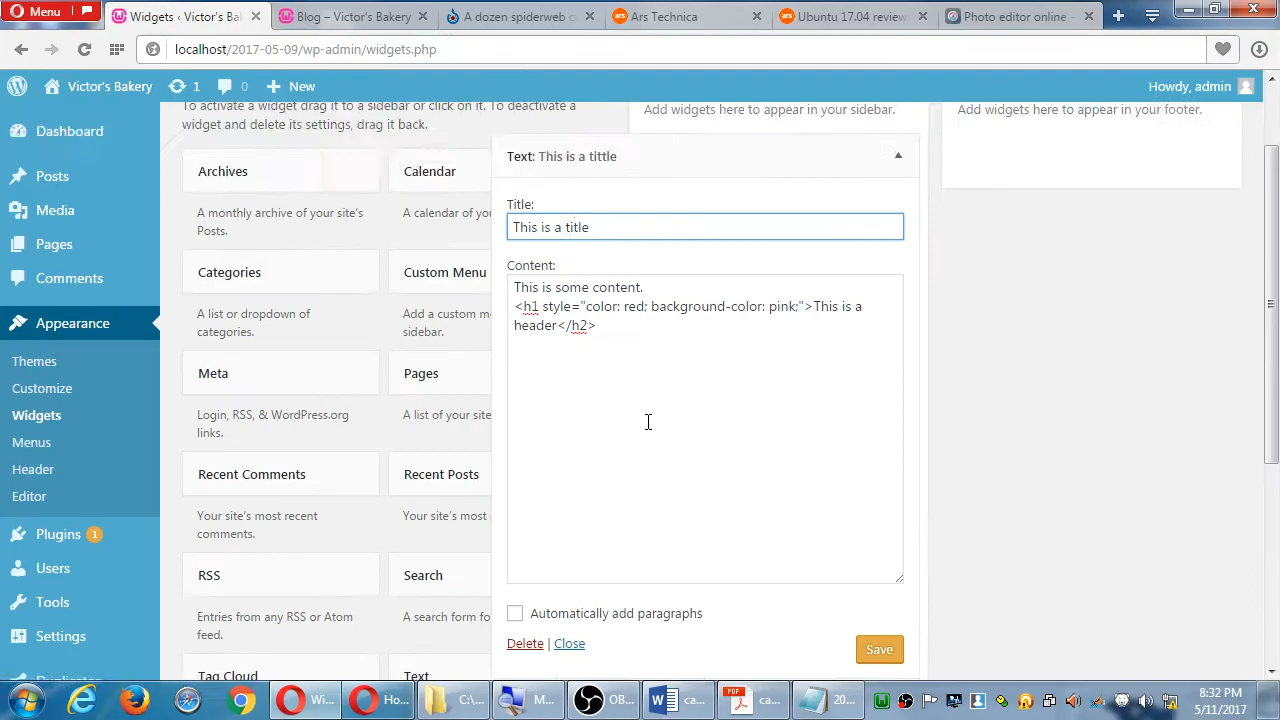 Menu
Widgets ‹ Victor's Bak
Blog – Victor's Bakery
A dozen spiderweb c
Ars Technica
Ubuntu 17.04 review
Photo editor online –
localhost/2017-05-09/wp-admin/widgets.php
Victor's Bakery
1
0
New
Howdy, admin
Dashboard
Posts
Media
Pages
Comments
Appearance
Themes
Customize
Widgets
Menus
Header
Editor
Plugins 1
Users
Tools
Settings
Duplicator
To activate a widget drag it to a sidebar or click on it. To deactivate a
widget and delete its settings, drag it back.
Archives
A monthly archive of your site's
Posts.
Categories
A list or dropdown of
categories.
Meta
Login, RSS, & WordPress.org
links.
Recent Comments
Your site's most recent
comments.
RSS
Entries from any RSS or Atom
feed.
Tag Cloud
Calendar
A calendar of your
Custom Menu
Add a custom m
sidebar.
Pages
A list of your site
Recent Posts
Your site's most
Search
A search form fo
Text
Add widgets here to appear in your sidebar.
Add widgets here to appear in your footer.
Text: This is a tittle
Title:
This is a title
Content:
This is some content.
<h1 style="color: red; background-color: pink;">This is a
header</h2>
Automatically add paragraphs
Delete | Close
Save
Wi...
Ho...
C:\...
M...
OB...
ca...
ca...
20...
8:32 PM
5/11/2017